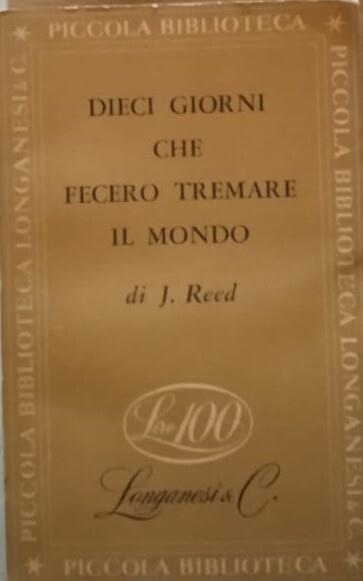 PICCOLA BIBLIOTECA
DIECI GIORNI
CHE
FECERO TREMARE
IL MONDO
di J. Reed
Lire 100
Longanesi & C.
PICCOLA BIBLIOTECA LONGANESI & C.
PICCOLA BIBLIOTECA LONGANESI & C.
PICCOLA BIBLIOTECA